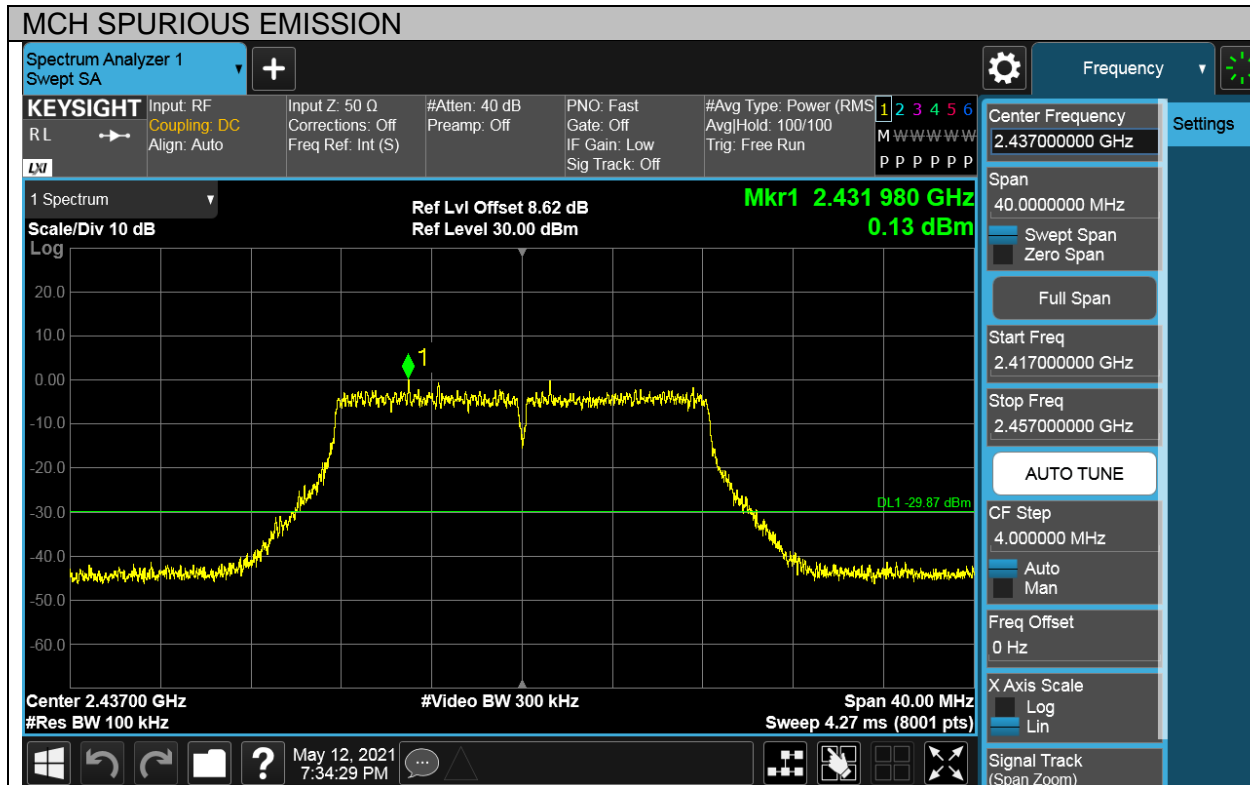 MCH SPURIOUS EMISSION
Spectrum Analyzer 1
Swept SA
Frequency
KEYSIGHT
RL
LXI
Input: RF
Coupling: DC
Align: Auto
Input Z: 50 Ω
Corrections: Off
Freq Ref: Int (S)
#Atten: 40 dB
Preamp: Off
PNO: Fast
Gate: Off
IF Gain: Low
Sig Track: Off
#Avg Type: Power (RMS
Avg|Hold: 100/100
Trig: Free Run
1 2 3 4 5 6
M W W W W W
P P P P P P
1 Spectrum
Scale/Div 10 dB
Ref Lvl Offset 8.62 dB
Ref Level 30.00 dBm
Mkr1 2.431 980 GHz
0.13 dBm
Log
20.0
10.0
0.00
-10.0
-20.0
-30.0
-40.0
-50.0
-60.0
1
DL1 -29.87 dBm
Center 2.43700 GHz
#Res BW 100 kHz
#Video BW 300 kHz
Span 40.00 MHz
Sweep 4.27 ms (8001 pts)
May 12, 2021
7:34:29 PM
Settings
Center Frequency
2.437000000 GHz
Span
40.0000000 MHz
Swept Span
Zero Span
Full Span
Start Freq
2.417000000 GHz
Stop Freq
2.457000000 GHz
AUTO TUNE
CF Step
4.000000 MHz
Auto
Man
Freq Offset
0 Hz
X Axis Scale
Log
Lin
Signal Track
(Span Zoom)